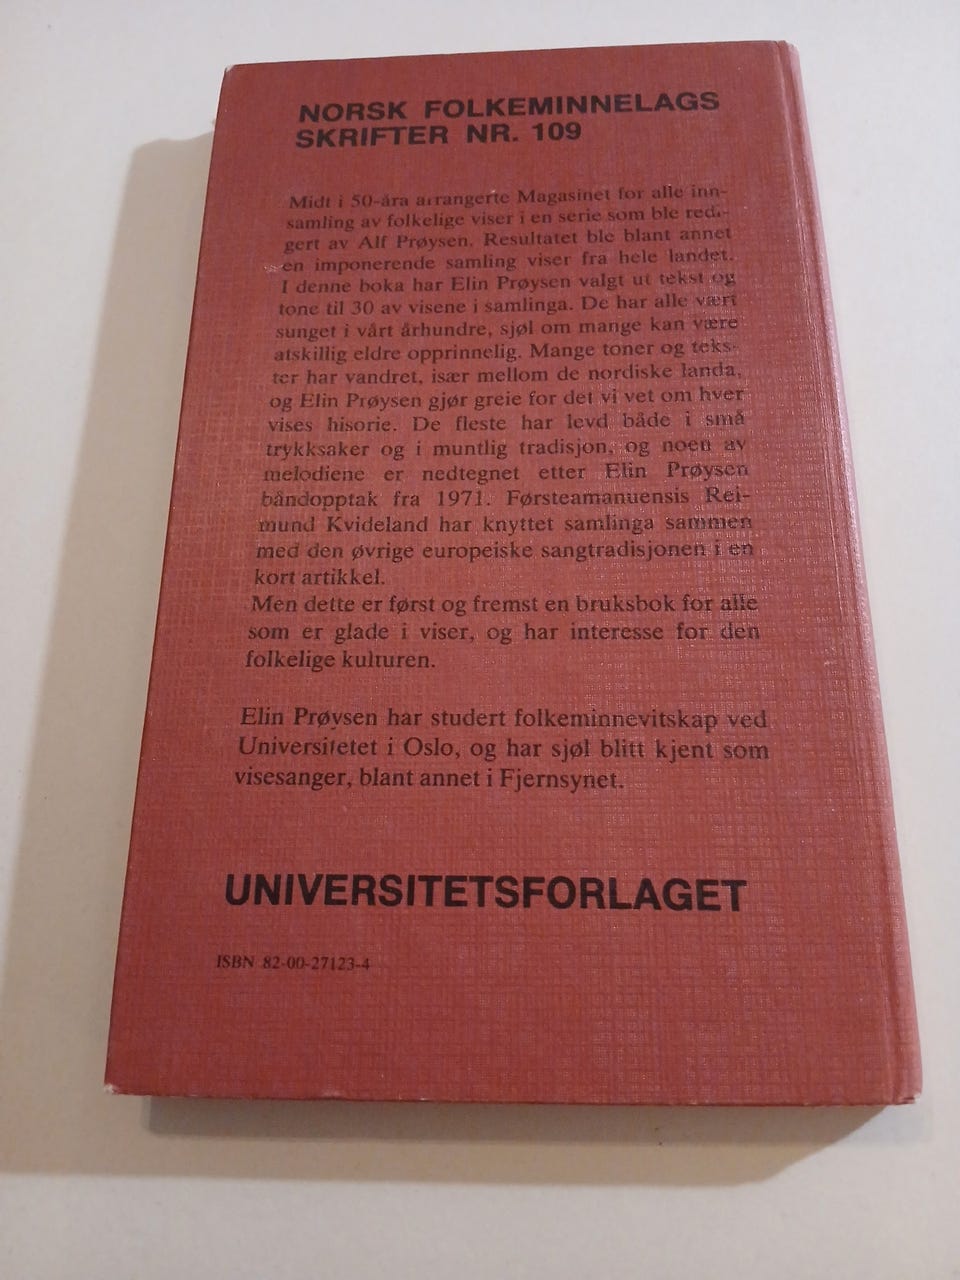 NORSK FOLKEMINNELAGS
SKRIFTER NR. 109
Midt i 50-åra arrangerte Magasinet for alle inn-
samling av folkelige viser i en serie som ble redi-
gert av Alf Prøysen. Resultatet ble blant annet
en imponerende samling viser fra hele landet.
I denne boka har Elin Prøysen valgt ut tekst og
tone til 30 av visene i samlinga. De har alle vært
sunget i vårt århundre, sjøl om mange kan være
atskillig eldre opprinnelig. Mange toner og teks-
ter har vandret, især mellom de nordiske landa,
og Elin Prøysen gjør greie for det vi vet om hver
vises hisorie. De fleste har levd både i små
trykksaker og i muntlig tradisjon, og noen av
melodiene er nedtegnet etter Elin Prøysen
båndopptak fra 1971. Førsteamanuensis Rei-
mund Kvideland har knyttet samlinga sammen
med den øvrige europeiske sangtradisjonen i en
kort artikkel.
Men dette er først og fremst en bruksbok for alle
som er glade i viser, og har interesse for den
folkelige kulturen.
Elin Prøysen har studert folkeminnevitskap ved
Universitetet i Oslo, og har sjøl blitt kjent som
visesanger, blant annet i Fjernsynet.
UNIVERSITETSFORLAGET
ISBN 82-00-27123-4